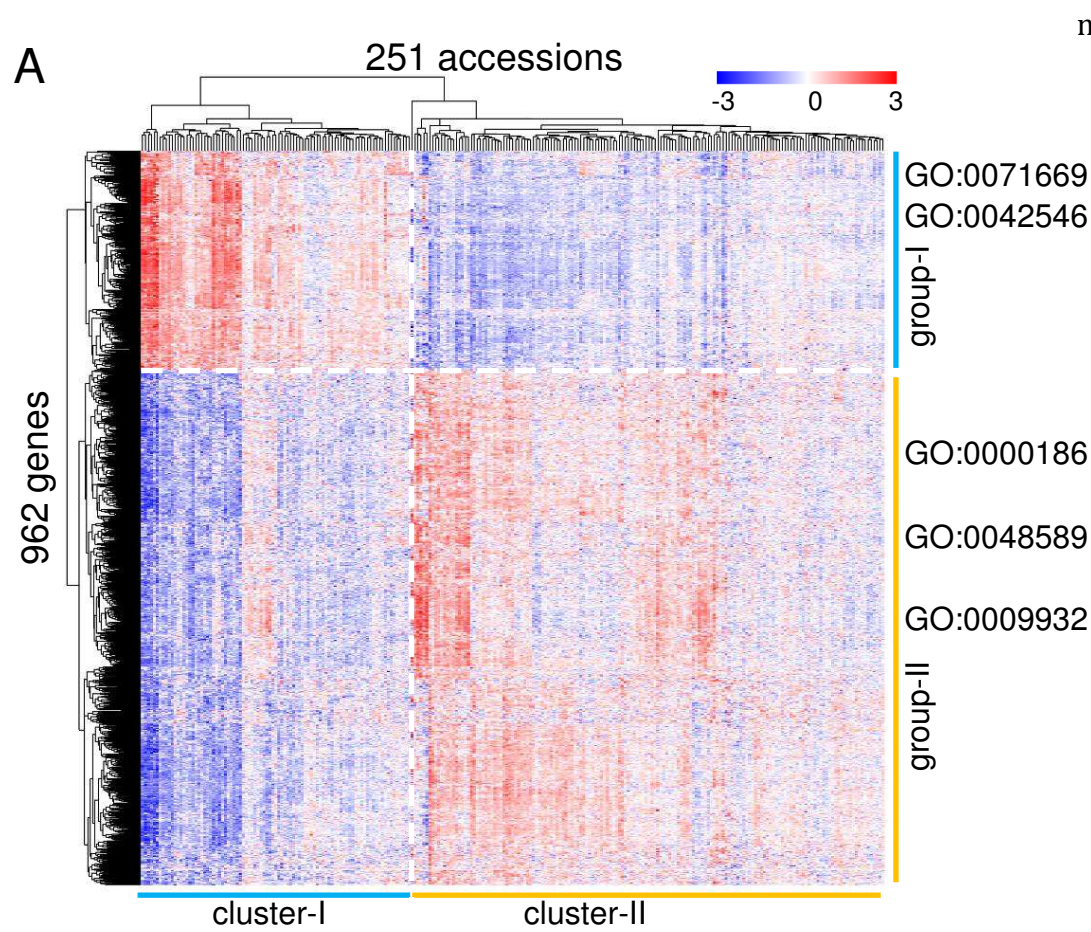 n
A
251 accessions
-3 0 3
962 genes
GO:0071669
GO:0042546
group-I
GO:0000186
GO:0048589
GO:0009932
group-II
cluster-I cluster-II